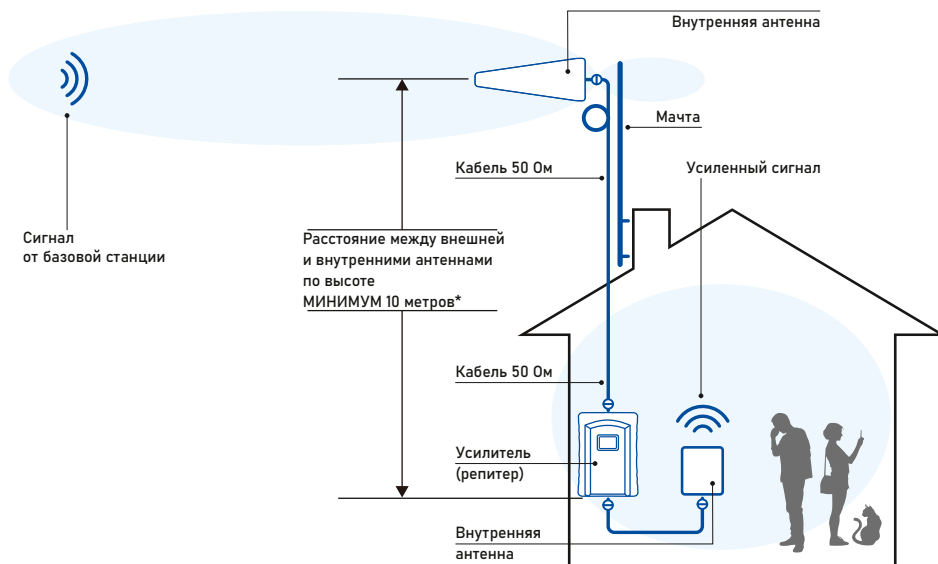 Внутренняя антенна
Мачта
Кабель 50 Ом
Усиленный сигнал
Сигнал
от базовой станции
Расстояние между внешней
и внутренними антеннами
по высоте
МИНИМУМ 10 метров*
Кабель 50 Ом
Усилитель
(репитер)
Внутренняя
антенна